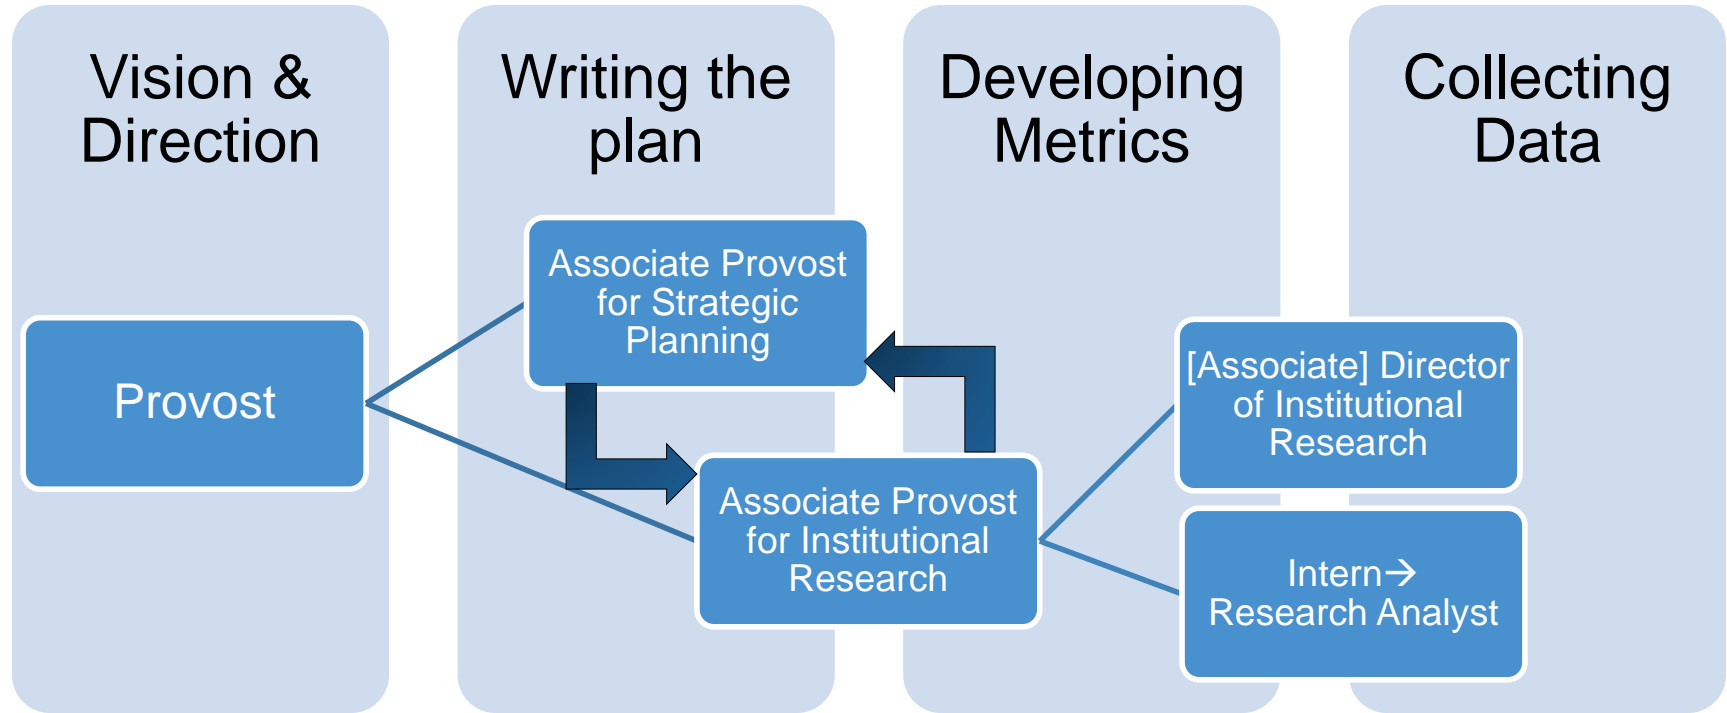 Vision &
Direction
Writing the
plan
Developing
Metrics
Collecting
Data
Provost
Associate Provost
for Strategic
Planning
Associate Provost
for Institutional
Research
[Associate] Director
of Institutional
Research
Intern→
Research Analyst